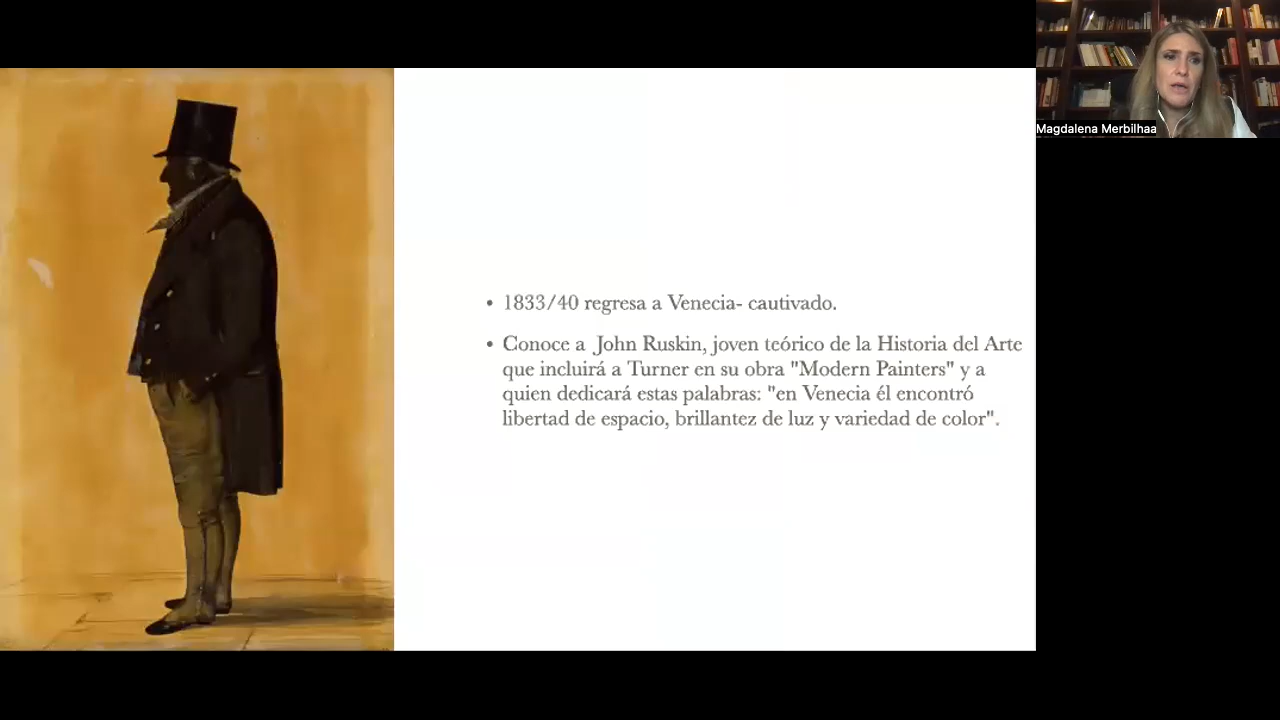 Magdalena Merbilhaa
• 1833/40 regresa a Venecia- cautivado.
• Conoce a John Ruskin, joven teórico de la Historia del Arte
que incluirá a Turner en su obra "Modern Painters" y a
quien dedicará estas palabras: "en Venecia él encontró
libertad de espacio, brillantez de luz y variedad de color".